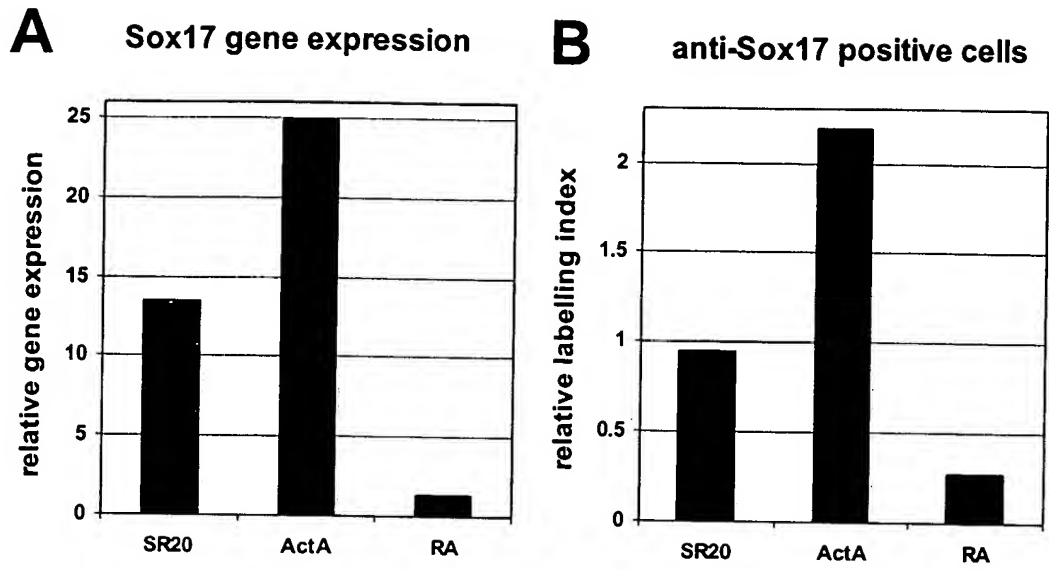 A
Sox17 gene expression
relative gene expression
25
20
15
10
5
0
SR20
ActA
RA
B
anti-Sox17 positive cells
relative labelling index
2
1.5
1
0.5
0
SR20
ActA
RA